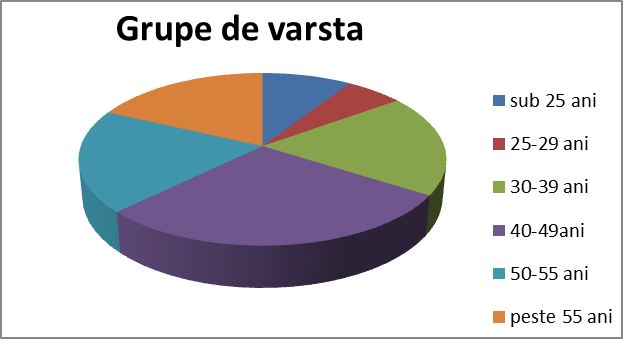 Grupe de varsta
sub 25 ani
25-29 ani
30-39 ani
40-49ani
50-55 ani
peste 55 ani